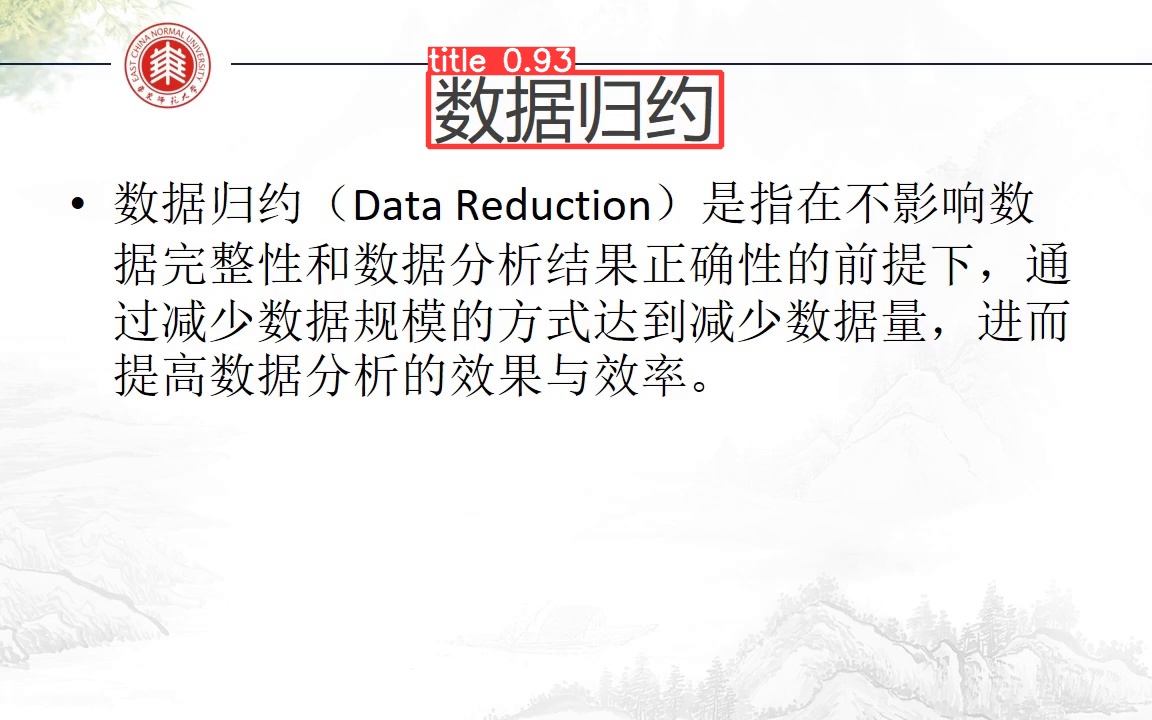 EAST CHINA NORMAL UNIVERSITY
華東師范大學
title 0.93
数据归约
• 数据归约（Data Reduction）是指在不影响数
据完整性和数据分析结果正确性的前提下，通
过减少数据规模的方式达到减少数据量，进而
提高数据分析的效果与效率。